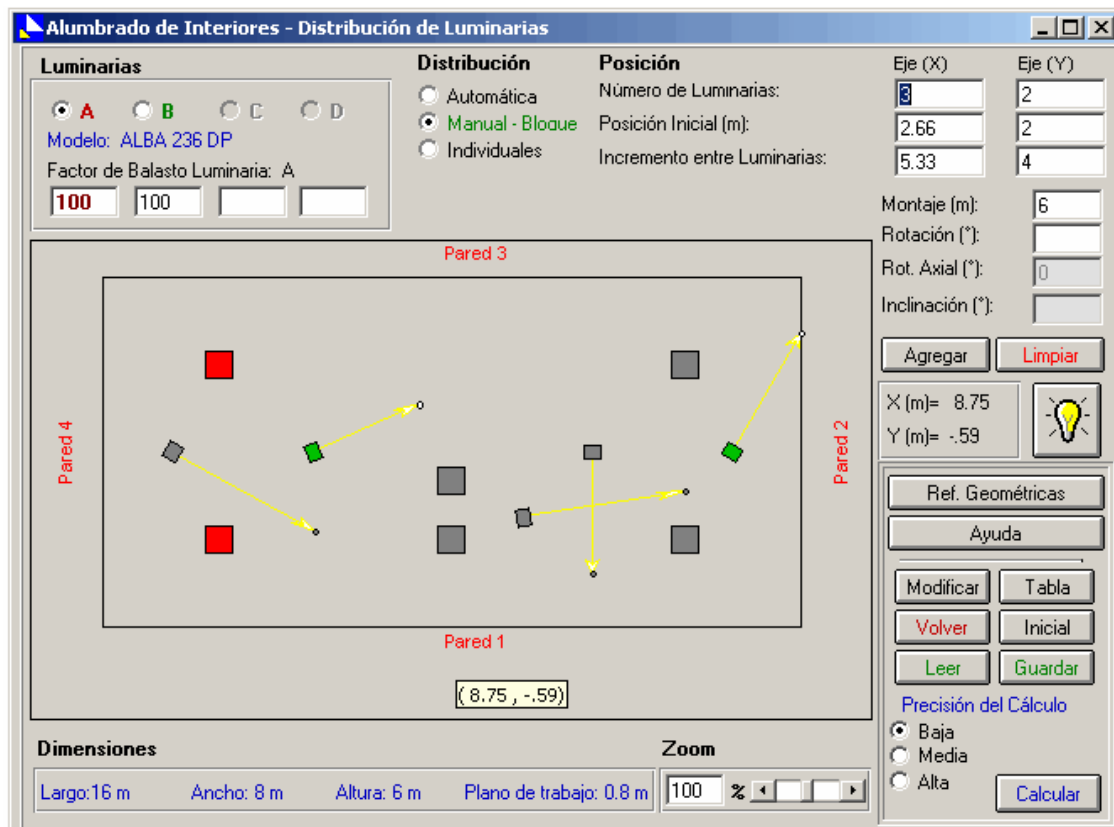 Alumbrado de Interiores - Distribución de Luminarias
Luminarias
A B C D
Modelo: ALBA 236 DP
Factor de Balasto Luminaria: A
100 100
Distribución
Automática
Manual - Bloque
Individuales
Posición Eje (X) Eje (Y)
Número de Luminarias: 3 2
Posición Inicial (m): 2.66 2
Incremento entre Luminarias: 5.33 4
Montaje (m): 6
Rotación (°):
Rot. Axial (°): 0
Inclinación (°):
Agregar Limpiar
X (m)= 8.75
Y (m)= -.59
Pared 3
Pared 4
Pared 2
Pared 1
( 8.75 , -.59)
Ref. Geométricas
Ayuda
Modificar Tabla
Volver Inicial
Leer Guardar
Precisión del Cálculo
Baja
Media
Alta
Calcular
Dimensiones
Largo:16 m Ancho: 8 m Altura: 6 m Plano de trabajo: 0.8 m
Zoom
100 %